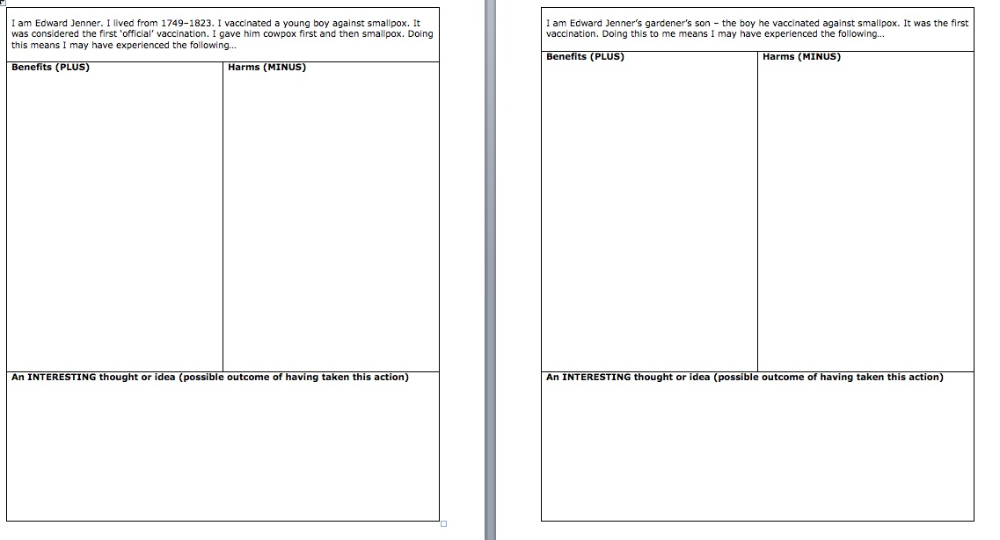 I am Edward Jenner. I lived from 1749–1823. I vaccinated a young boy against smallpox. It
was considered the first ‘official’ vaccination. I gave him cowpox first and then smallpox. Doing
this means I may have experienced the following...
Benefits (PLUS)
Harms (MINUS)
An INTERESTING thought or idea (possible outcome of having taken this action)
I am Edward Jenner’s gardener’s son – the boy he vaccinated against smallpox. It was the first
vaccination. Doing this to me means I may have experienced the following...
Benefits (PLUS)
Harms (MINUS)
An INTERESTING thought or idea (possible outcome of having taken this action)